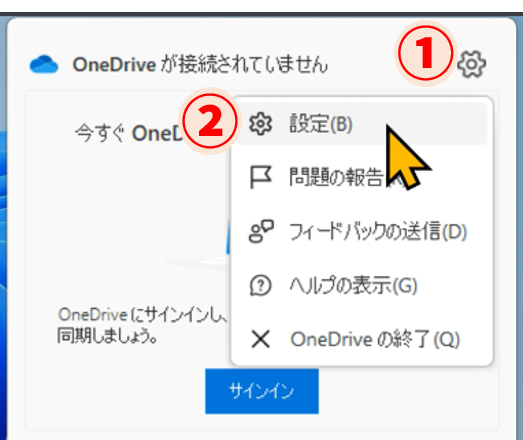 OneDrive が接続されていません
1
今すぐ OneD
2
設定(B)
問題の報告
フィードバックの送信(D)
ヘルプの表示(G)
OneDrive の終了(Q)
OneDrive にサインインし、
同期しましょう。
サインイン